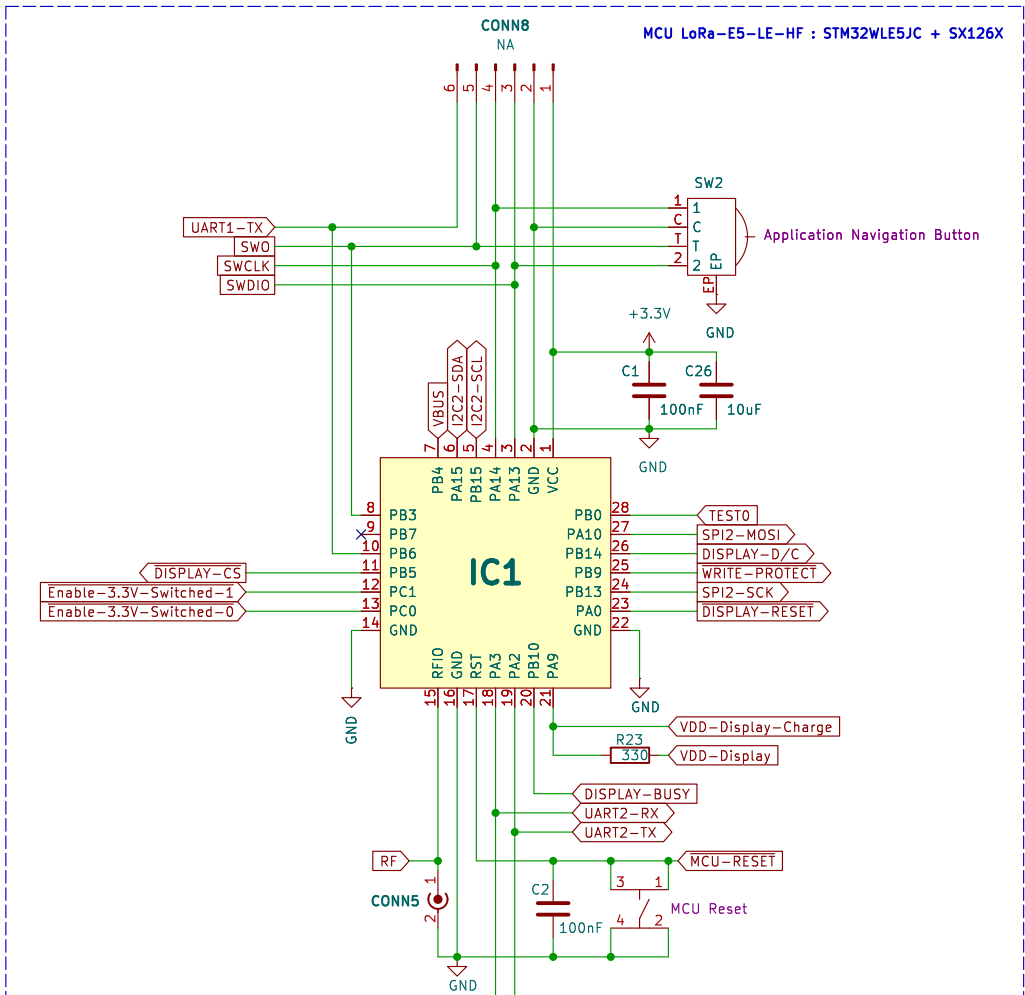 CONN8
NA
MCU LoRa-E5-LE-HF : STM32WLE5JC + SX126X
6 5 4 3 2 1
SW2
1 1
C C
T T
2 2
EP
EP
Application Navigation Button
GND
UART1-TX
SWO
SWCLK
SWDIO
+3.3V
C1
100nF
C26
10uF
GND
VBUS
I2C2-SDA
I2C2-SCL
7 6 5 4 3 2 1
PB4 PA15 PB15 PA14 PA13 GND VCC
8 PB3
9 PB7
10 PB6
11 PB5
12 PC1
13 PC0
14 GND
DISPLAY-CS
Enable-3.3V-Switched-1
Enable-3.3V-Switched-0
IC1
PB0 28
PA10 27
PB14 26
PB9 25
PB13 24
PA0 23
GND 22
TEST0
SPI2-MOSI
DISPLAY-D/C
WRITE-PROTECT
SPI2-SCK
DISPLAY-RESET
RFIO GND RST PA3 PA2 PB10 PA9
15 16 17 18 19 20 21
GND
GND
VDD-Display-Charge
R23
330
VDD-Display
DISPLAY-BUSY
UART2-RX
UART2-TX
RF
MCU-RESET
1
CONN5
2
C2
100nF
3 1
4 2
MCU Reset
GND